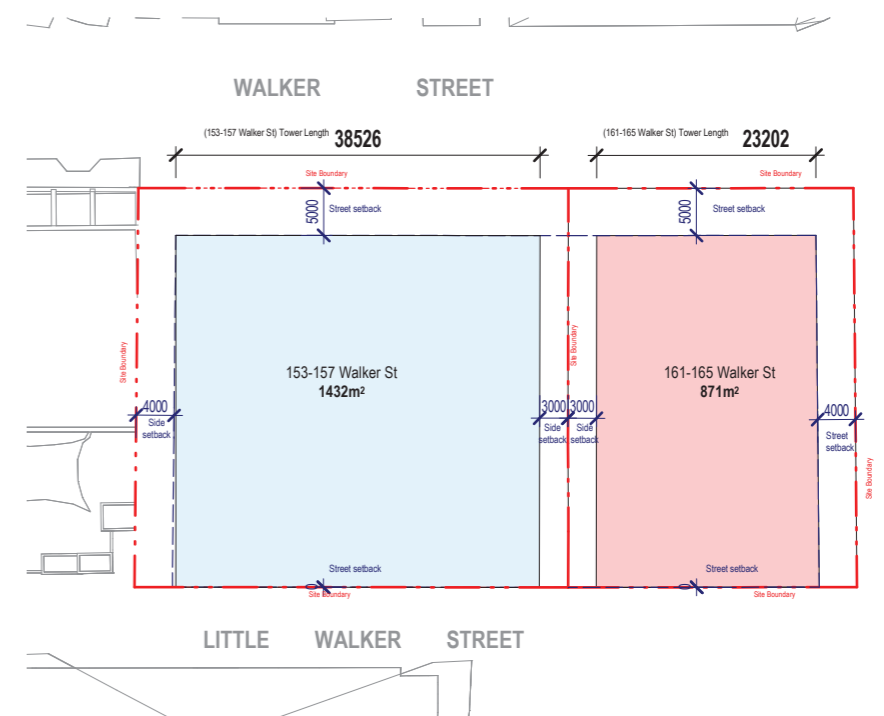 WALKER STREET
(153-157 Walker St) Tower Length 38526
(161-165 Walker St) Tower Length 23202
Site Boundary
Site Boundary
5000
Street setback
5000
Street setback
Site Boundary
Site Boundary
153-157 Walker St
1432m²
161-165 Walker St
871m²
4000
Side
setback
3000
Side
setback
3000
Side
setback
4000
Street
setback
Site Boundary
Street setback
0
Site Boundary
Street setback
0
Site Boundary
LITTLE WALKER STREET